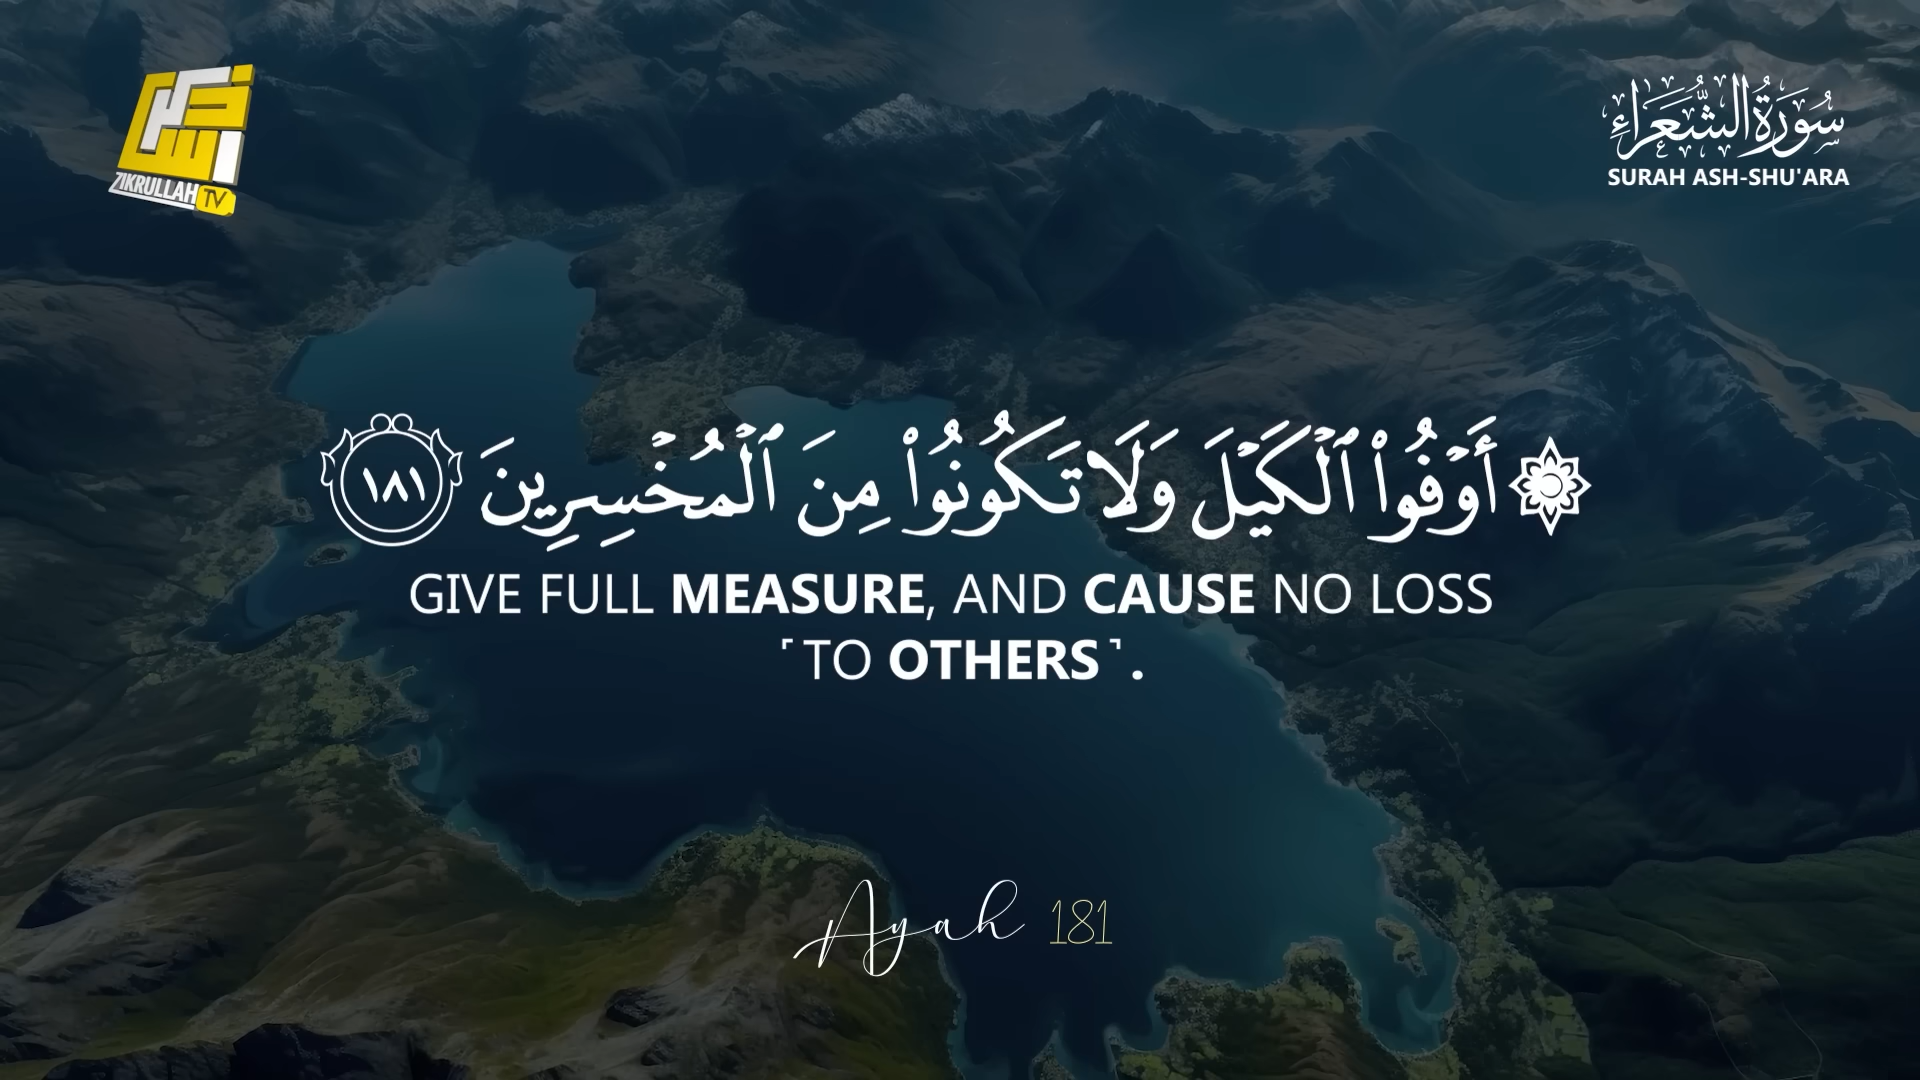 ذكر الله
ZIKRULLAH TV
سُورَةُ الشُّعَرَاءِ
SURAH ASH-SHU'ARA
۞ أَوۡفُواْ ٱلۡكَيۡلَ وَلَا تَكُونُواْ مِنَ ٱلۡمُخۡسِرِينَ ١٨١
GIVE FULL MEASURE, AND CAUSE NO LOSS
⸢TO OTHERS⸣.
Ayah 181